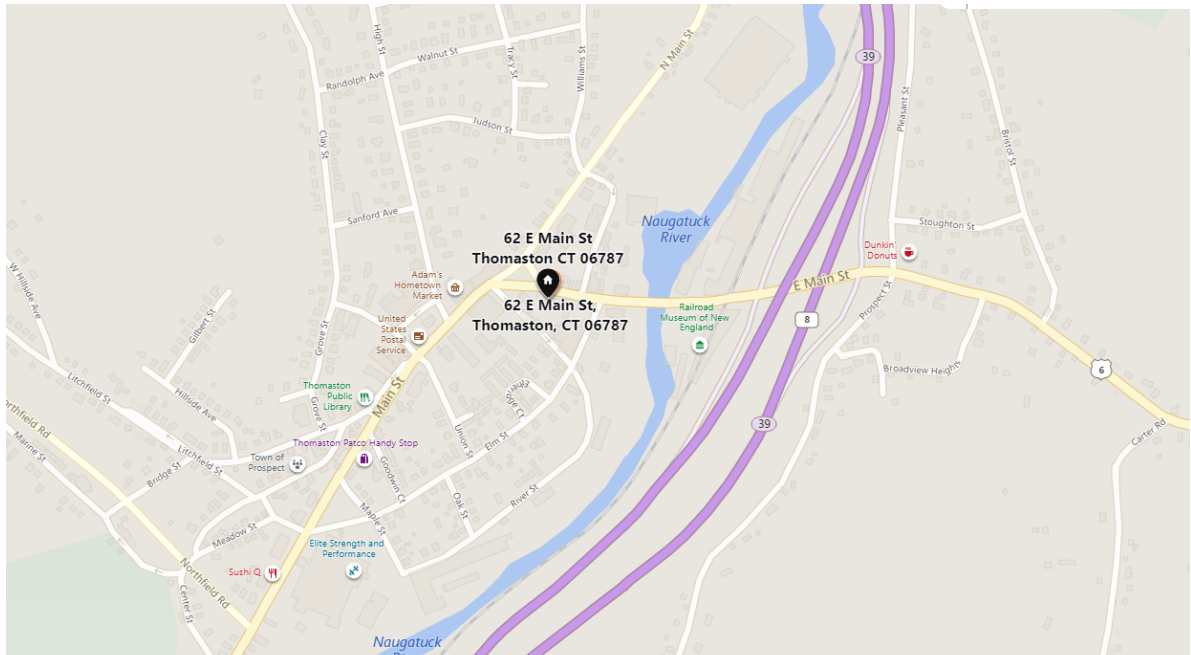 High St
Tracy St
Williams St
N Main St
39
Walnut St
Randolph Ave
Pleasant St
Judson St
Clay St
Bristol St
Sanford Ave
Naugatuck
River
Stoughton St
62 E Main St
Thomaston CT 06787
Dunkin'
Donuts
W Hillside Ave
Adam's
Hometown
Market
E Main St
62 E Main St,
Thomaston, CT 06787
Railroad
Museum of New
England
Prospect St
8
Gilbert St
Grove St
United
States
Postal
Service
Broadview Heights
6
Litchfield St
Hillside Ave
Thomaston
Public
Library
Main St
Grove St
Northfield Rd
Marine St
Litchfield St
Union St
Elm St
39
Carter Rd
Thomaston Patco Handy Stop
Town of
Prospect
Bridge St
Goodwin Ct
Oak St
River St
Maple St
Meadow St
Elite Strength and
Performance
Sushi Q
Northfield Rd
Center St
Naugatuck